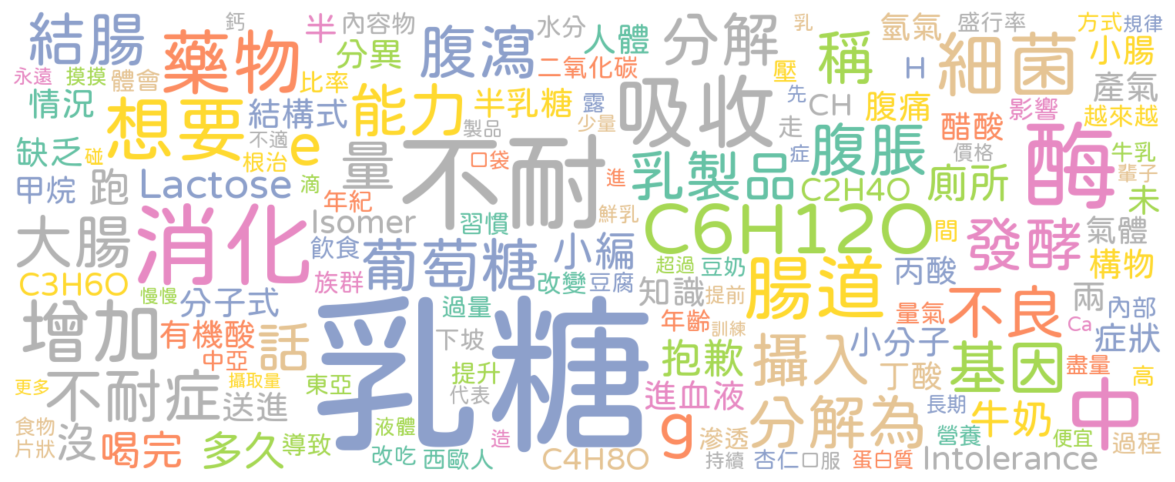 結腸
藥物
鈣
半
內容物
腹瀉
水分
人體
分解
乳
氫氣
盛行率
方式
規律
永遠
摸摸
體會
比率
分異
二氧化碳
壓
稱
H
細菌
小腸
情況
想要
結構式
能力
半乳糖
露
少量
吸收
先
CH
腹痛
影響
產氣
越來越
缺乏
碰
不適
根治
e
量
製品
口袋
不耐
進
乳製品
走
症
腹脹
醋酸
價格
酶
牛乳
輩子
甲烷
跑
Lactose
滴
年紀
Isomer
習慣
鮮乳
C2H4O
廁所
未
大腸
消化
飲食
葡萄糖
小編
C6H12O
間
發酵
氣體
C3H6O
慢慢
分子式
族群
改變
超過
豆奶
豆腐
知識
提前
腸道
丙酸
構物
增加
有機酸
中亞
話
過量
下坡
乳糖
年齡
訓練
量氣
不良
兩
Ca
內部
症狀
小分子
抱歉
更多
不耐症
送進
攝取量
東亞
提升
代表
進血液
攝入
丁酸
基因
盡量
高
中
食物
片狀
沒
喝完
多久
導致
液體
改吃
西歐人
造
C4H8O
g
滲透
持續
分解為
杏仁
口服
長期
營養
蛋白質
牛奶
Intolerance
便宜
過程